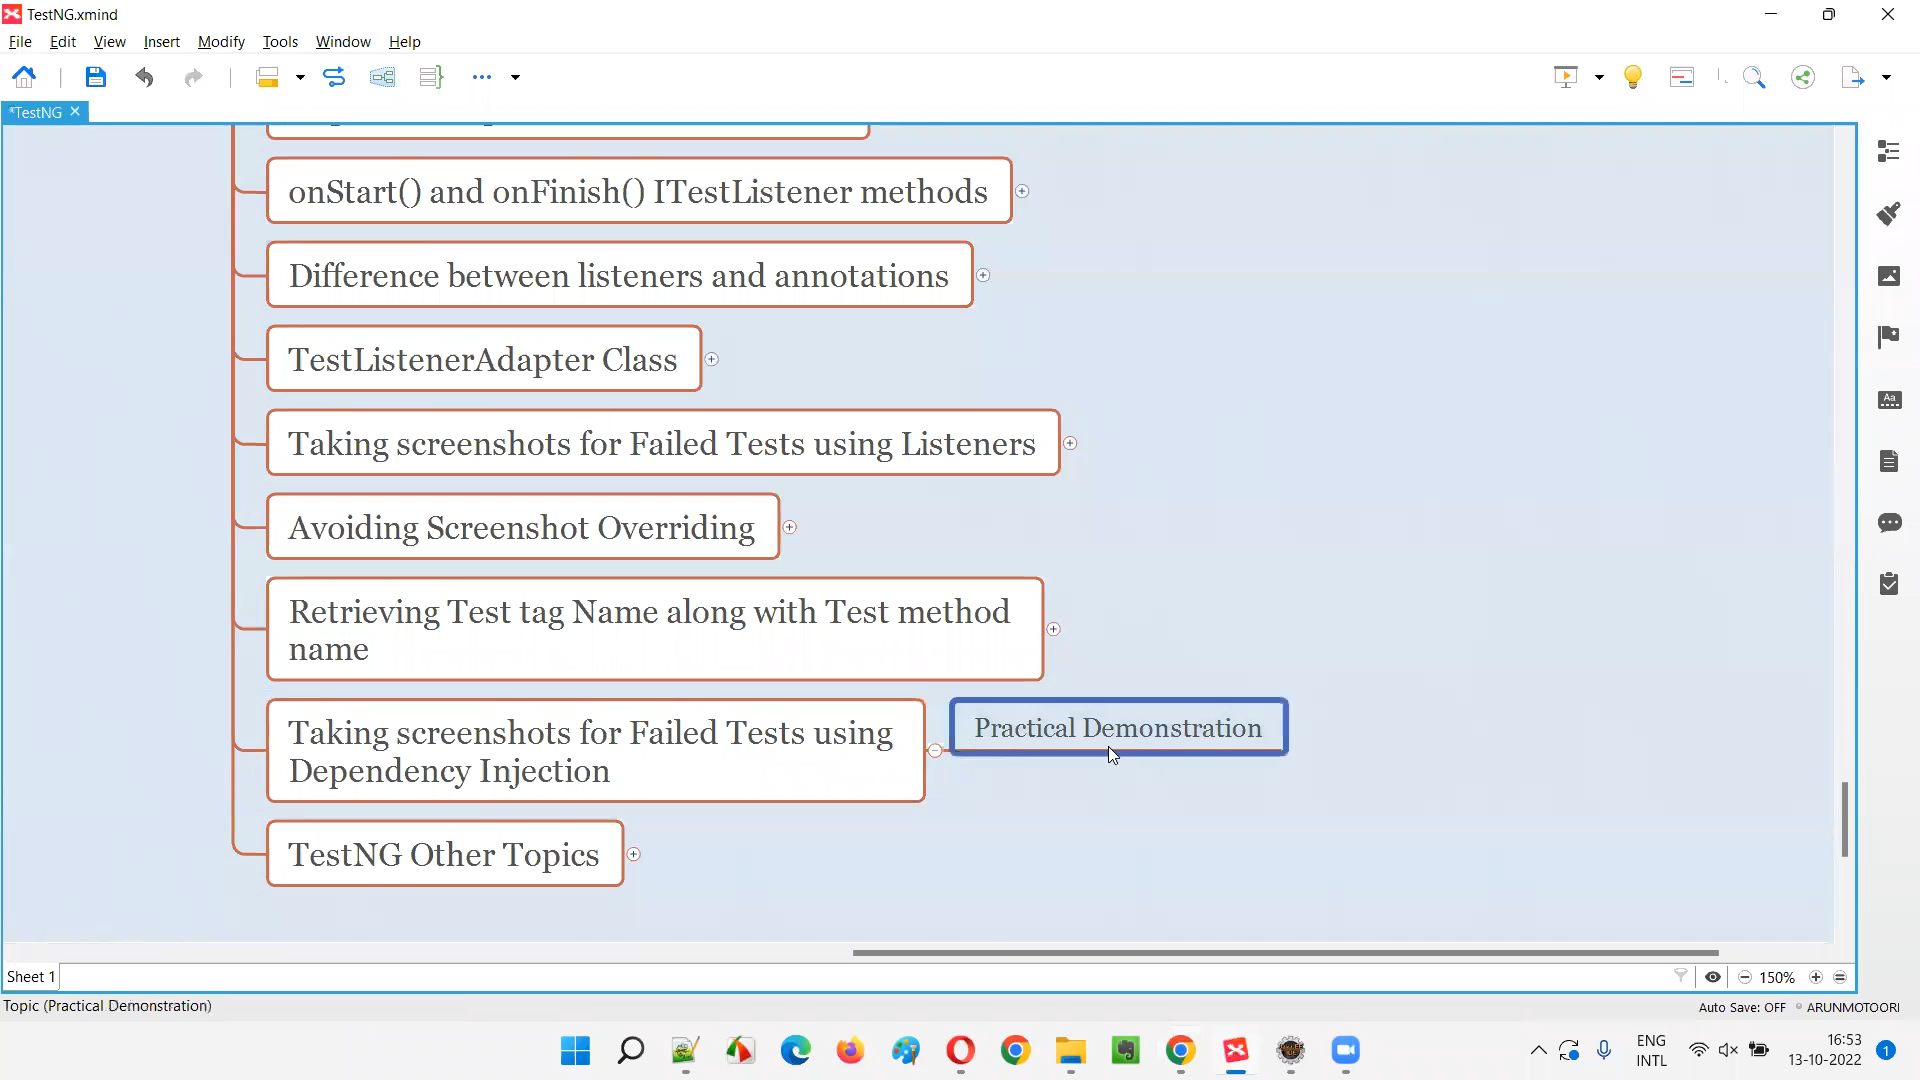 TestNG.xmind
File Edit View Insert Modify Tools Window Help
*TestNG
onStart() and onFinish() ITestListener methods
Difference between listeners and annotations
TestListenerAdapter Class
Taking screenshots for Failed Tests using Listeners
Avoiding Screenshot Overriding
Retrieving Test tag Name along with Test method
name
Taking screenshots for Failed Tests using
Dependency Injection
Practical Demonstration
TestNG Other Topics
Sheet 1
150%
Topic (Practical Demonstration)
Auto Save: OFF
ARUNMOTOORI
ENG
INTL
16:53
13-10-2022
1